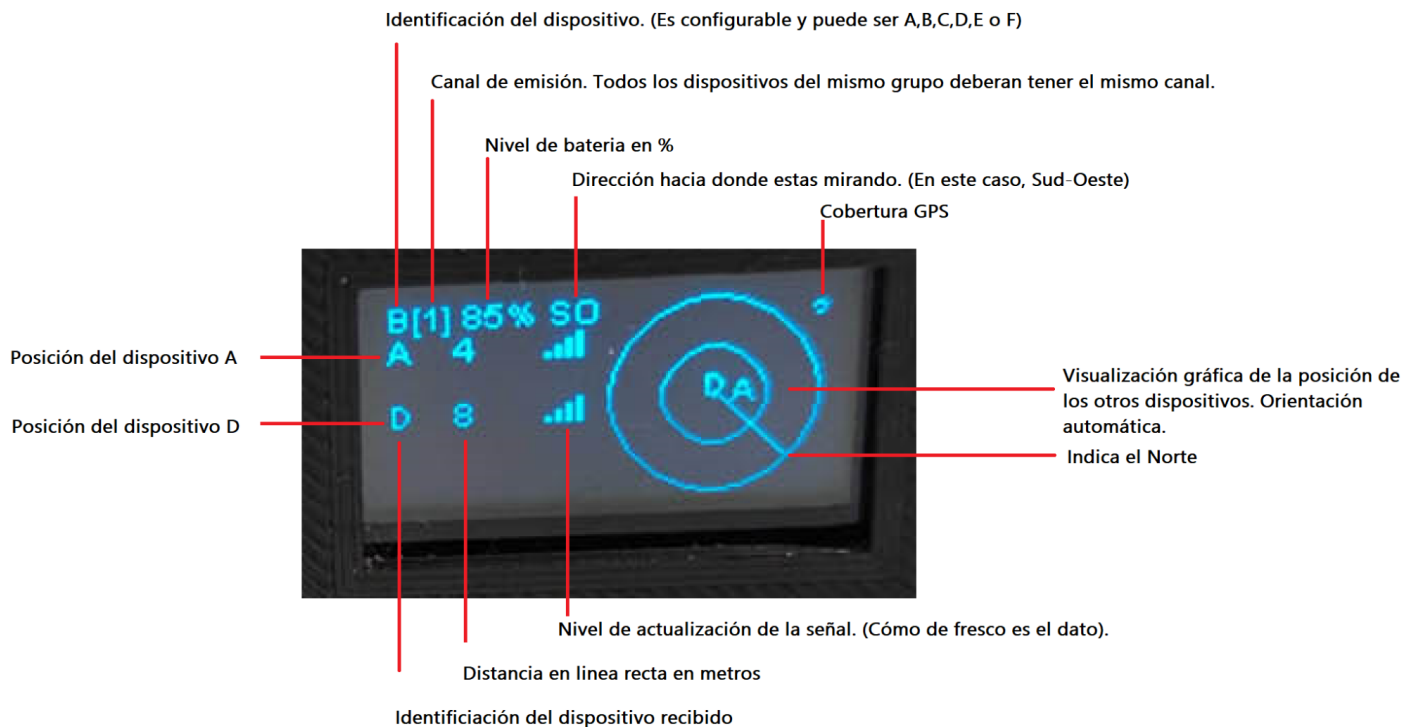 Identificación del dispositivo. (Es configurable y puede ser A,B,C,D,E o F)
Canal de emisión. Todos los dispositivos del mismo grupo deberan tener el mismo canal.
Nivel de bateria en %
Dirección hacia donde estas mirando. (En este caso, Sud-Oeste)
Cobertura GPS
B[1] 85% SO
A 4
D A
D 8
Posición del dispositivo A
Posición del dispositivo D
Visualización gráfica de la posición de
los otros dispositivos. Orientación
automática.
Indica el Norte
Nivel de actualización de la señal. (Cómo de fresco es el dato).
Distancia en linea recta en metros
Identificiación del dispositivo recibido